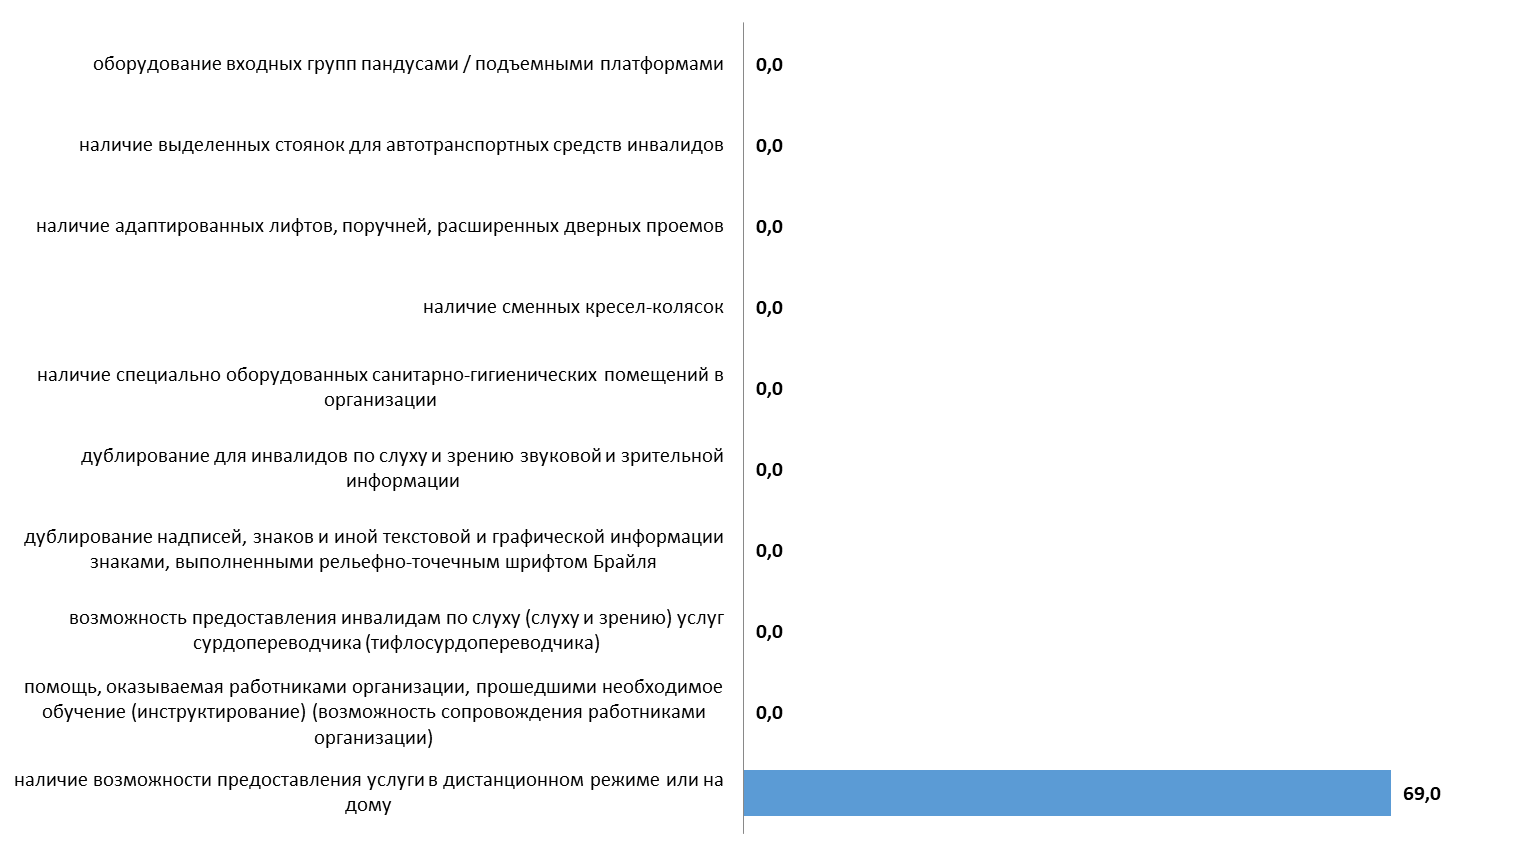 оборудование входных групп пандусами / подъемными платформами
0,0
наличие выделенных стоянок для автотранспортных средств инвалидов
0,0
наличие адаптированных лифтов, поручней, расширенных дверных проемов
0,0
наличие сменных кресел-колясок
0,0
наличие специально оборудованных санитарно-гигиенических помещений в
организации
0,0
дублирование для инвалидов по слуху и зрению звуковой и зрительной
информации
0,0
дублирование надписей, знаков и иной текстовой и графической информации
знаками, выполненными рельефно-точечным шрифтом Брайля
0,0
возможность предоставления инвалидам по слуху (слуху и зрению) услуг
сурдопереводчика (тифлосурдопереводчика)
0,0
помощь, оказываемая работниками организации, прошедшими необходимое
обучение (инструктирование) (возможность сопровождения работниками
организации)
0,0
наличие возможности предоставления услуги в дистанционном режиме или на
дому
69,0